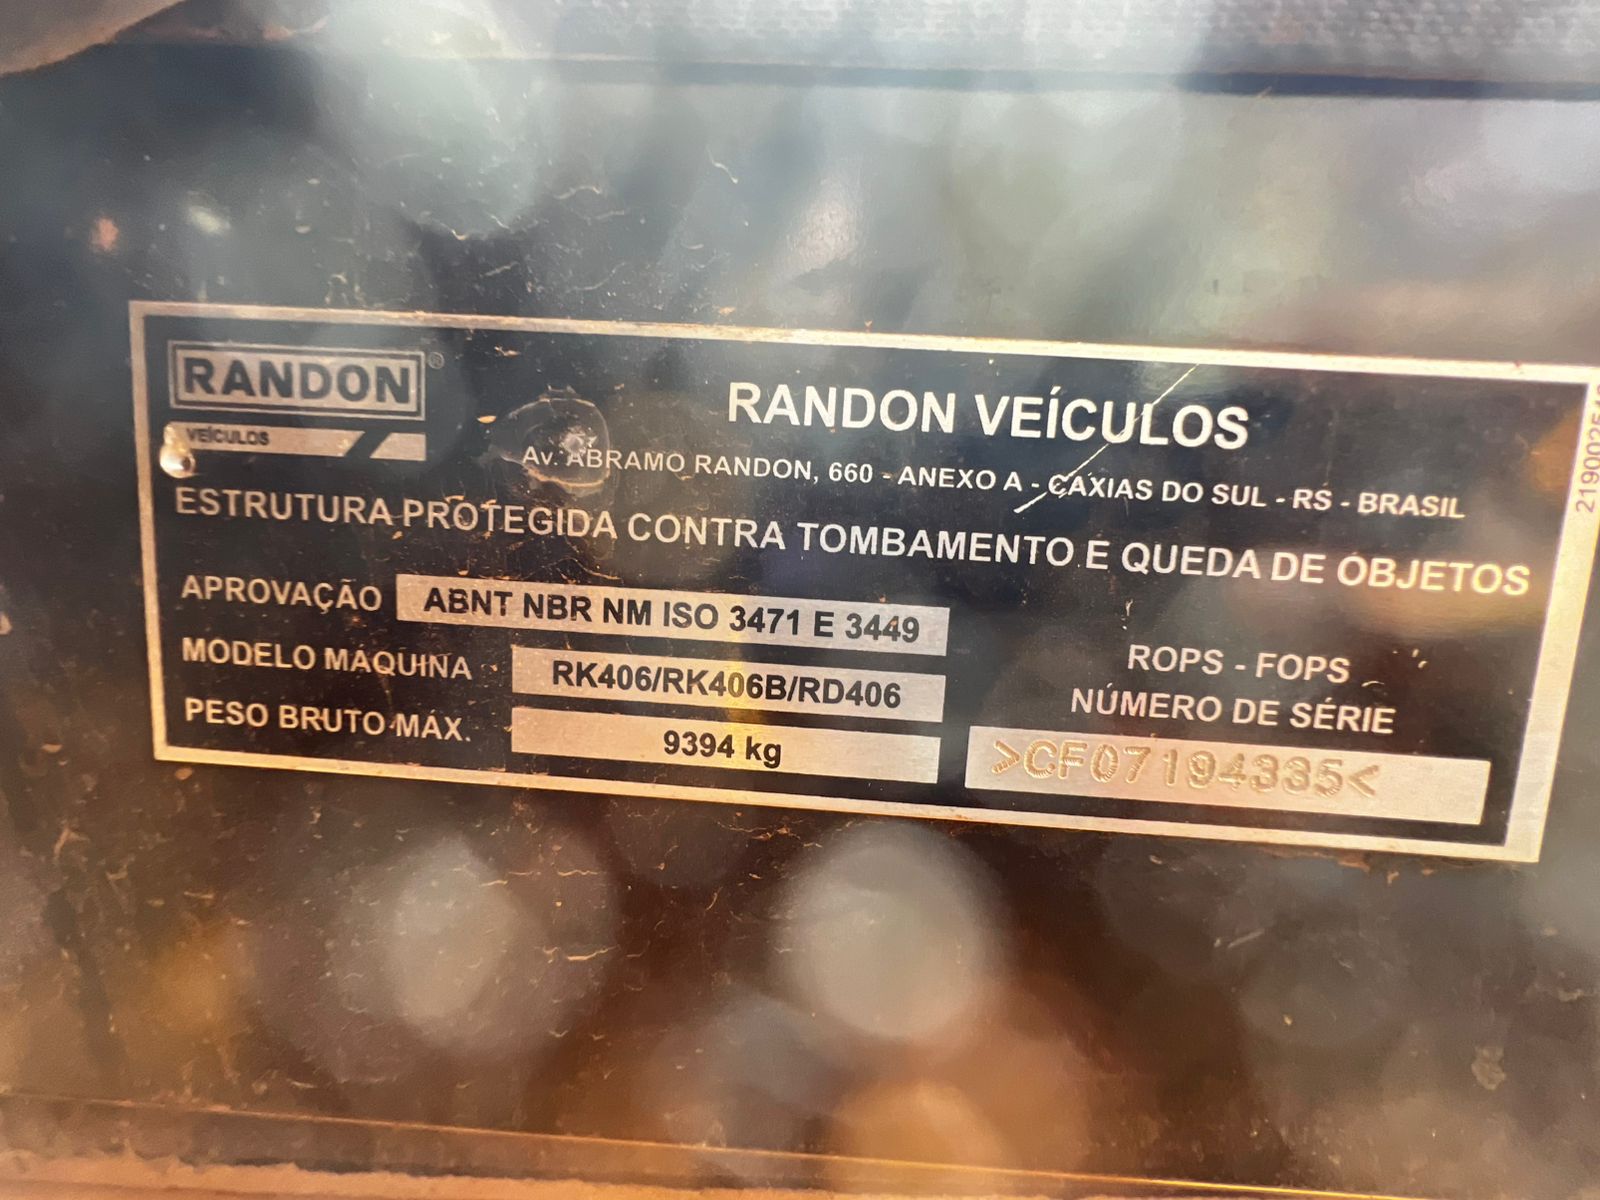 RANDON®
VEÍCULOS
RANDON VEÍCULOS
Av. ABRAMO RANDON, 660 - ANEXO A - CAXIAS DO SUL - RS - BRASIL
ESTRUTURA PROTEGIDA CONTRA TOMBAMENTO E QUEDA DE OBJETOS
APROVAÇÃO ABNT NBR NM ISO 3471 E 3449
MODELO MÁQUINA RK406/RK406B/RD406
PESO BRUTO MÁX. 9394 kg
ROPS - FOPS
NÚMERO DE SÉRIE
>CF07194335<